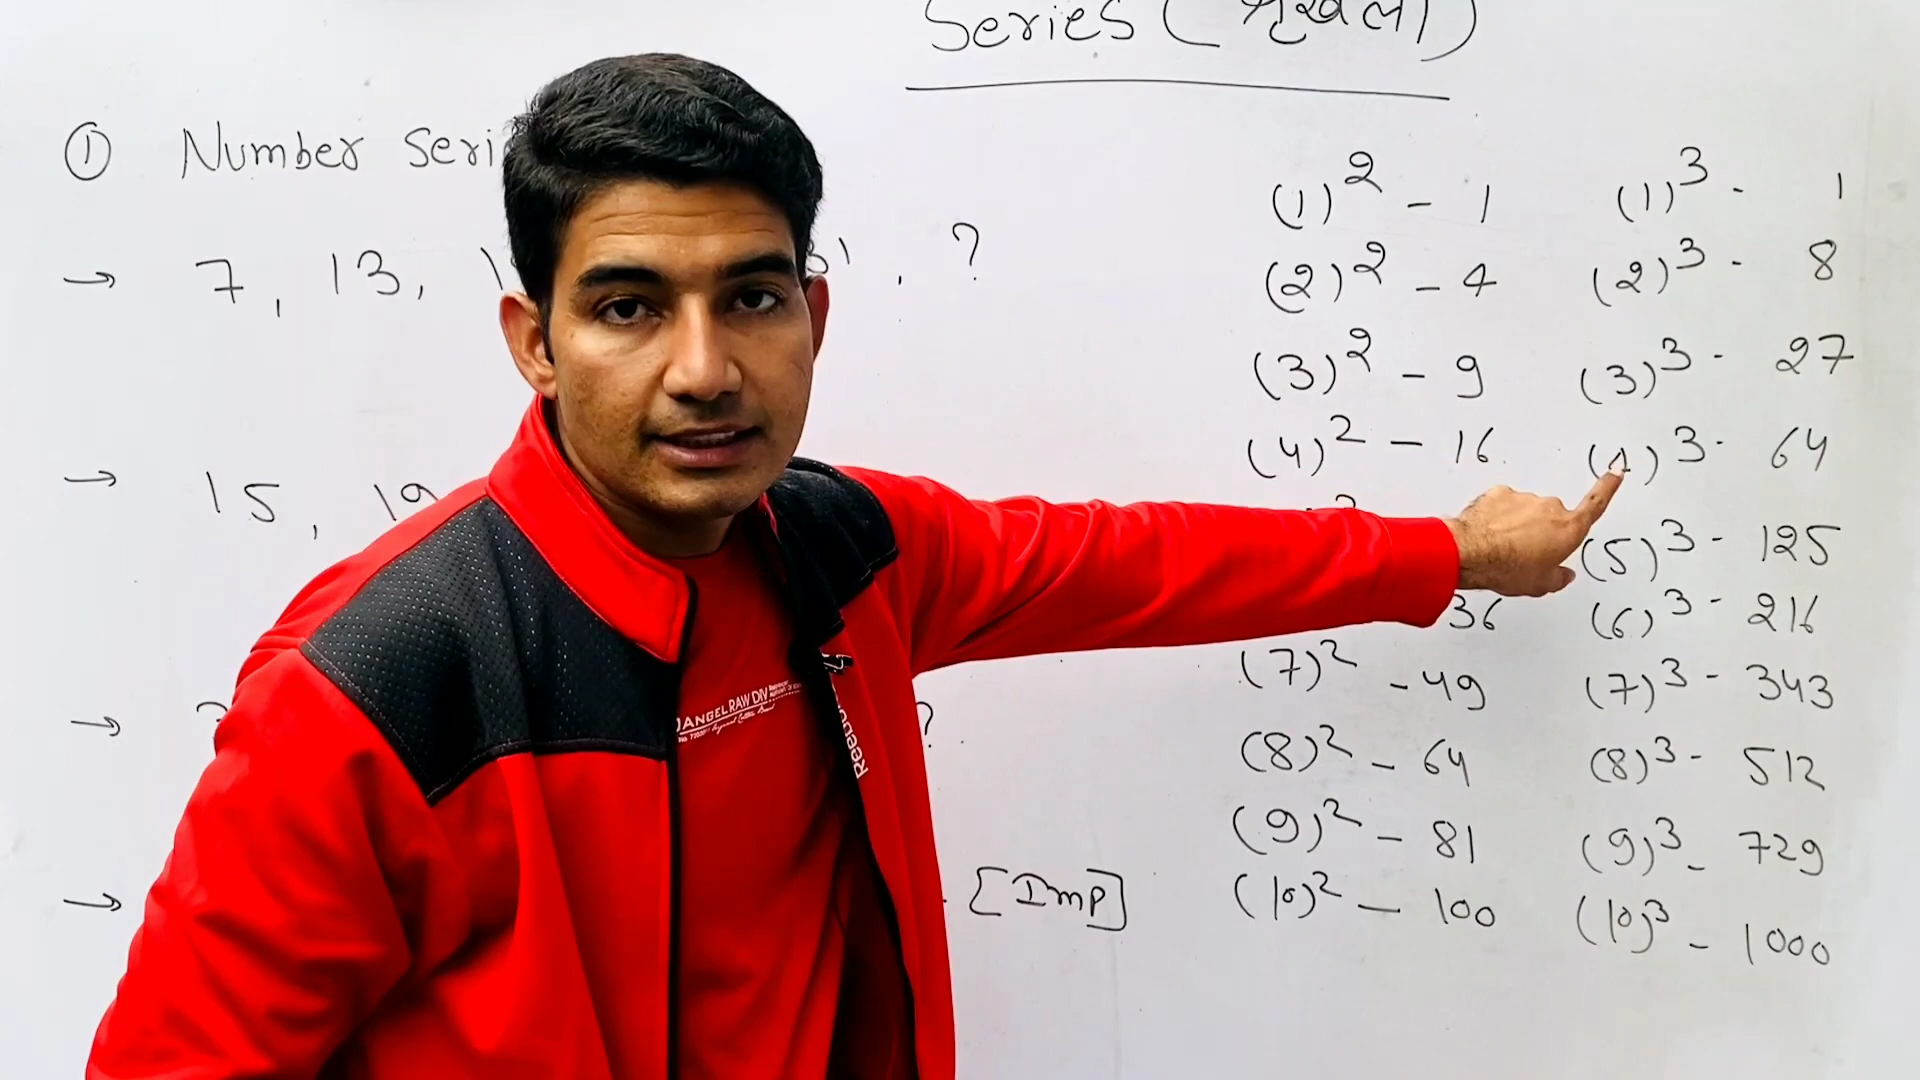 Series (शृंखला)
① Number
→ 7, 13, 31, ?
→ 15, 19
→ ?
→ [Imp]
(1)² - 1
(2)² - 4
(3)² - 9
(4)² - 16
36
(7)² - 49
(8)² - 64
(9)² - 81
(10)² - 100
(1)³ - 1
(2)³ - 8
(3)³ - 27
(4)³ - 64
(5)³ - 125
(6)³ - 216
(7)³ - 343
(8)³ - 512
(9)³ - 729
(10)³ - 1000
ANGEL RAW DIV